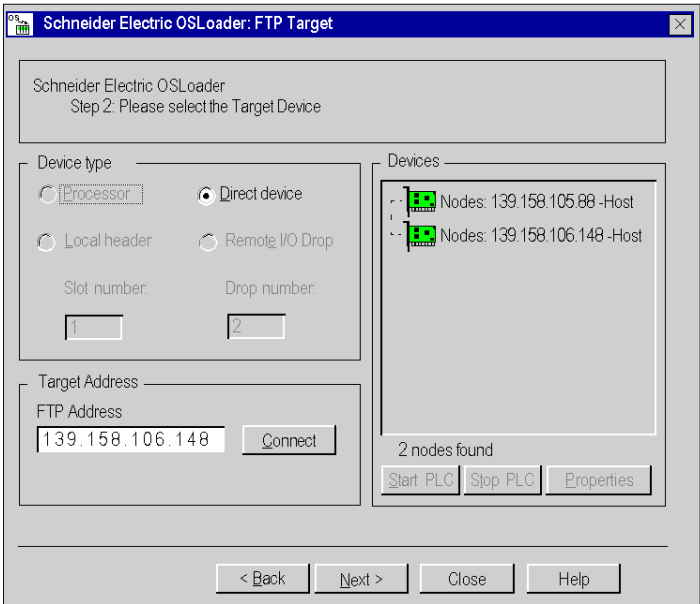 OS
Schneider Electric OSLoader: FTP Target
Schneider Electric OSLoader
Step 2: Please select the Target Device
Device type
Processor
Direct device
Local header
Remote I/O Drop
Slot number:
Drop number:
1
2
Target Address
FTP Address
139.158.106.148
Connect
Devices
Nodes: 139.158.105.88 -Host
Nodes: 139.158.106.148 -Host
2 nodes found
Start PLC
Stop PLC
Properties
< Back
Next >
Close
Help